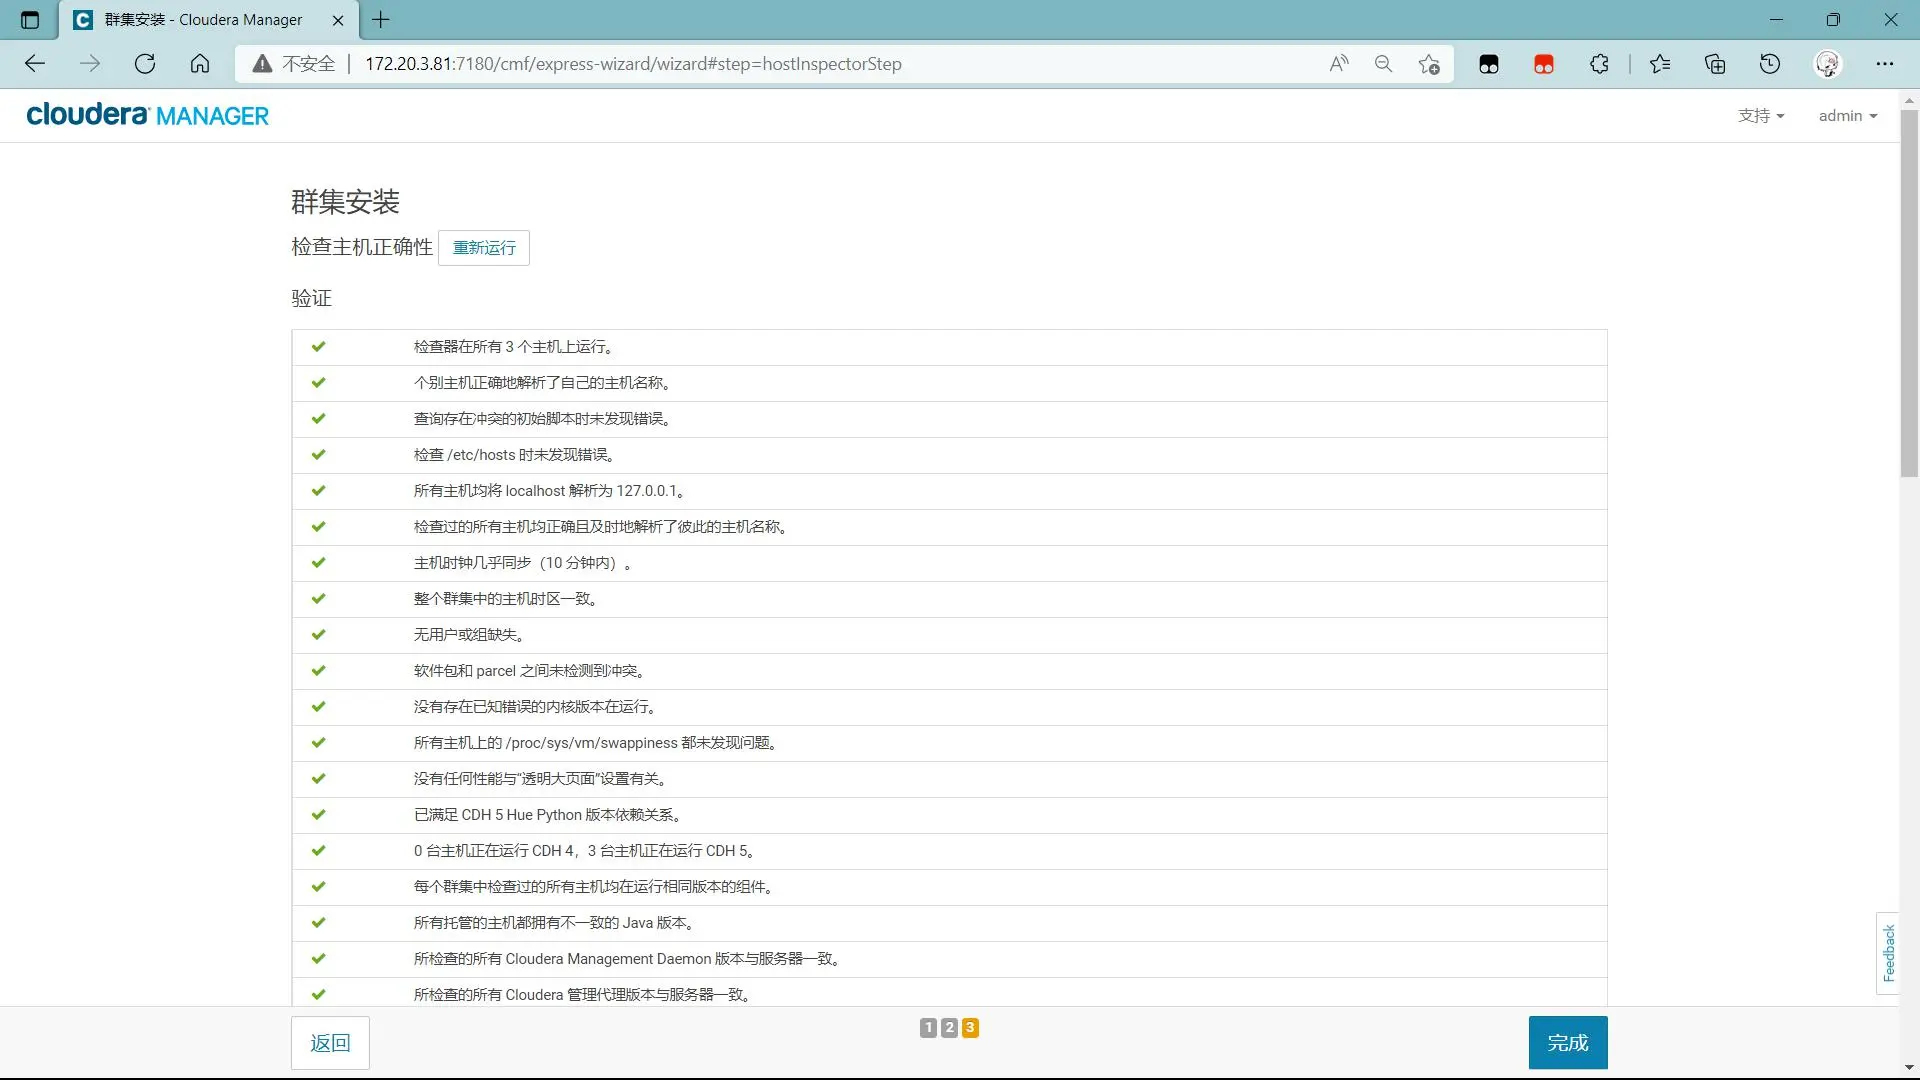 群集安装 - Cloudera Manager
不安全 172.20.3.81:7180/cmf/express-wizard/wizard#step=hostInspectorStep
cloudera MANAGER
支持
admin
群集安装
检查主机正确性 重新运行
验证
检查器在所有 3 个主机上运行。
个别主机正确地解析了自己的主机名称。
查询存在冲突的初始脚本时未发现错误。
检查 /etc/hosts 时未发现错误。
所有主机均将 localhost 解析为 127.0.0.1。
检查过的所有主机均正确且及时地解析了彼此的主机名称。
主机时钟几乎同步（10 分钟内）。
整个群集中的主机时区一致。
无用户或组缺失。
软件包和 parcel 之间未检测到冲突。
没有存在已知错误的内核版本在运行。
所有主机上的 /proc/sys/vm/swappiness 都未发现问题。
没有任何性能与“透明大页面”设置有关。
已满足 CDH 5 Hue Python 版本依赖关系。
0 台主机正在运行 CDH 4，3 台主机正在运行 CDH 5。
每个群集中检查过的所有主机均在运行相同版本的组件。
所有托管的主机都拥有不一致的 Java 版本。
所检查的所有 Cloudera Management Daemon 版本与服务器一致。
所检查的所有 Cloudera 管理代理版本与服务器一致。
Feedback
返回
1 2 3
完成